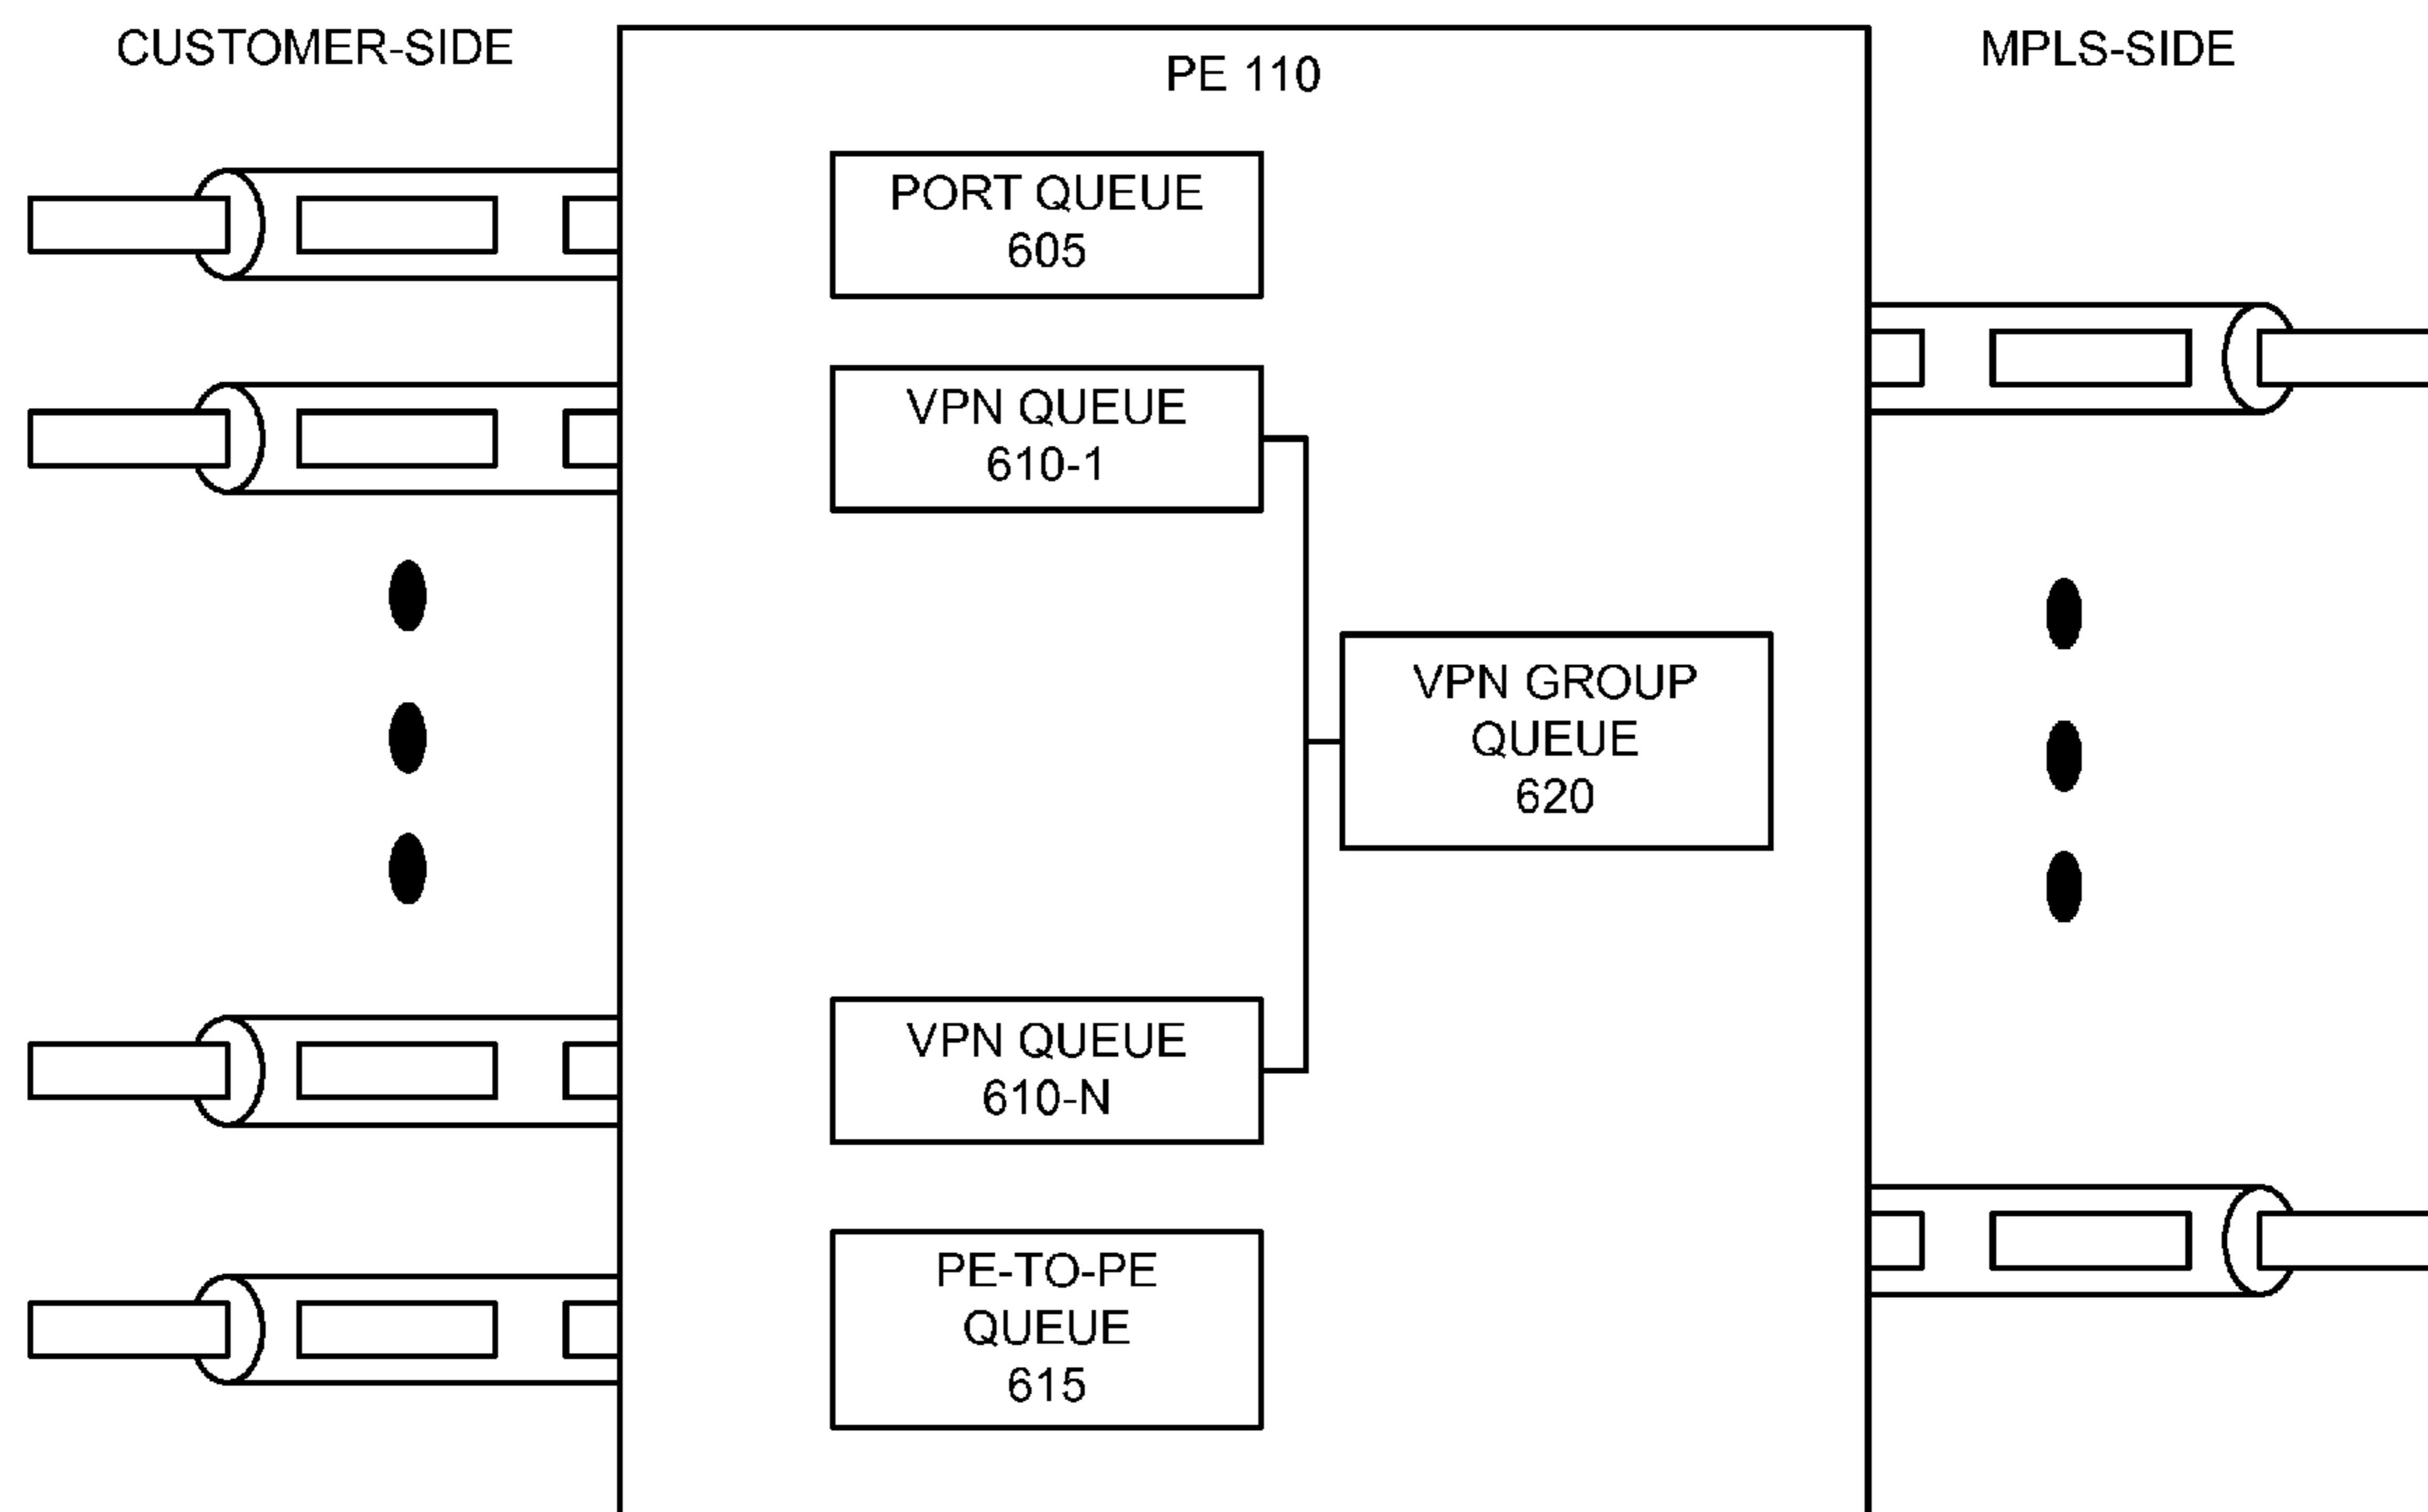 CUSTOMER-SIDE
PE 110
MPLS-SIDE
PORT QUEUE
605
VPN QUEUE
610-1
VPN GROUP
QUEUE
620
VPN QUEUE
610-N
PE-TO-PE
QUEUE
615